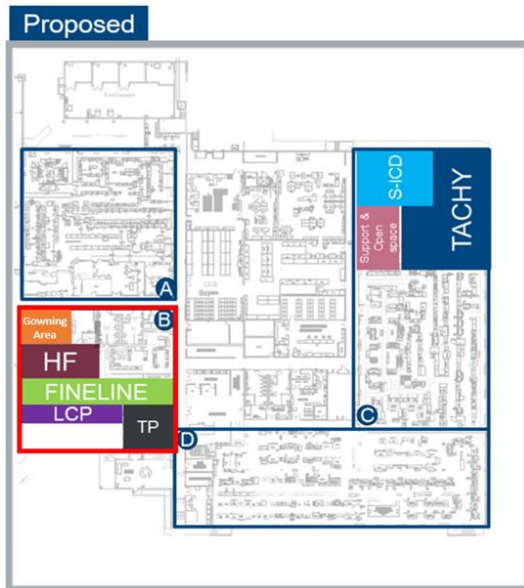 Proposed
S-ICD
TACHY
Support &
Open
space
A
B
Gowning
Area
HF
FINELINE
LCP
TP
C
D